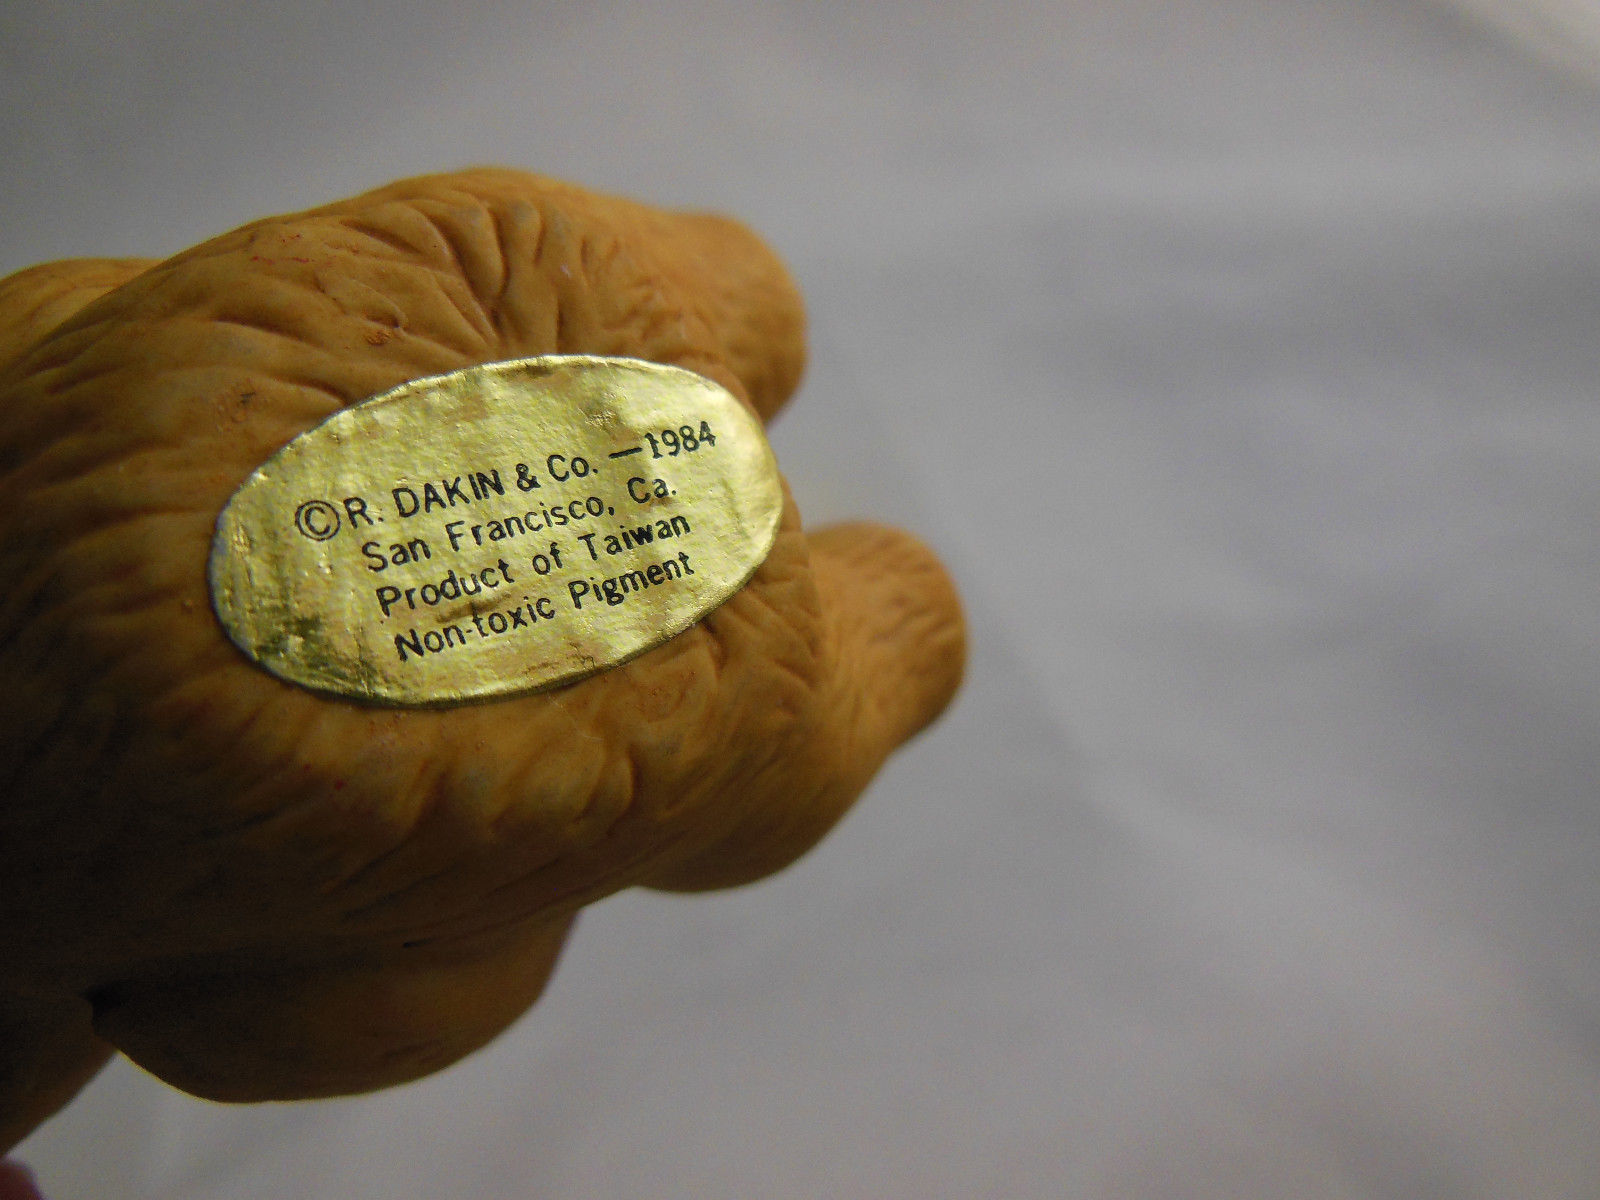 ©R. DAKIN & Co. —1984
San Francisco, Ca.
Product of Taiwan
Non-toxic Pigment